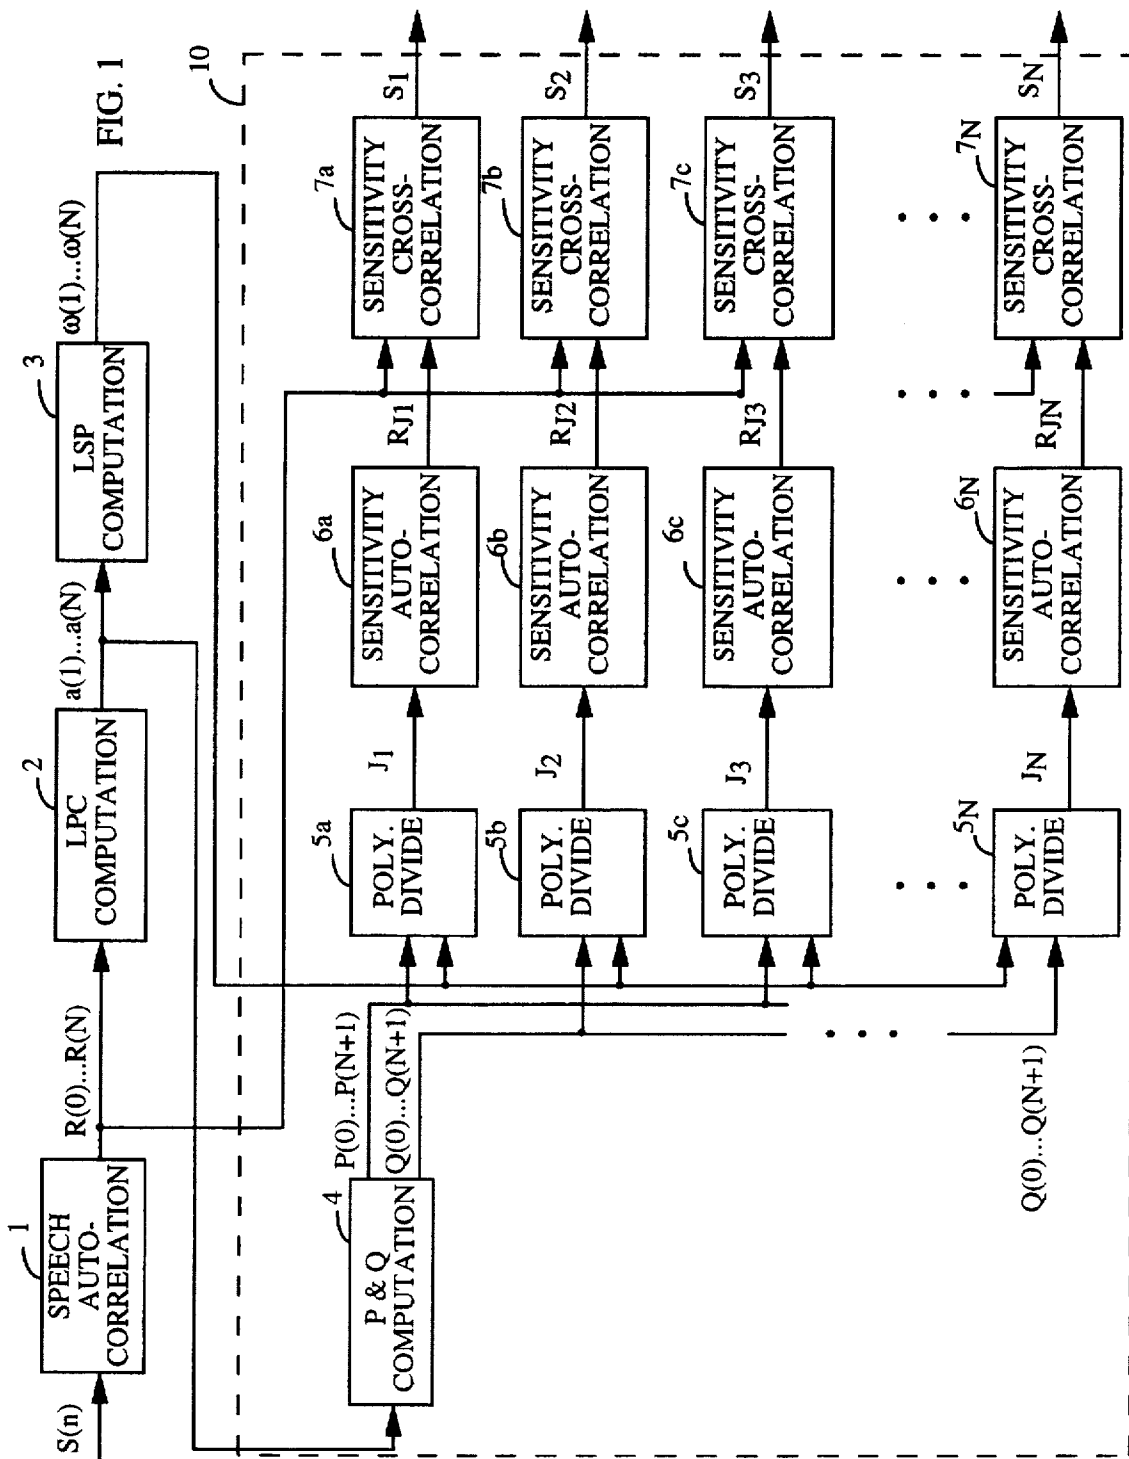 FIG. 1
S(n)
1
SPEECH
AUTO-
CORRELATION
R(0)...R(N)
2
LPC
COMPUTATION
a(1)...a(N)
3
LSP
COMPUTATION
ω(1)...ω(N)
10
4
P & Q
COMPUTATION
P(0)...P(N+1)
Q(0)...Q(N+1)
5a
POLY.
DIVIDE
J1
6a
SENSITIVITY
AUTO-
CORRELATION
RJ1
7a
SENSITIVITY
CROSS-
CORRELATION
S1
5b
POLY.
DIVIDE
J2
6b
SENSITIVITY
AUTO-
CORRELATION
RJ2
7b
SENSITIVITY
CROSS-
CORRELATION
S2
5c
POLY.
DIVIDE
J3
6c
SENSITIVITY
AUTO-
CORRELATION
RJ3
7c
SENSITIVITY
CROSS-
CORRELATION
S3
Q(0)...Q(N+1)
5N
POLY.
DIVIDE
JN
6N
SENSITIVITY
AUTO-
CORRELATION
RJN
7N
SENSITIVITY
CROSS-
CORRELATION
SN